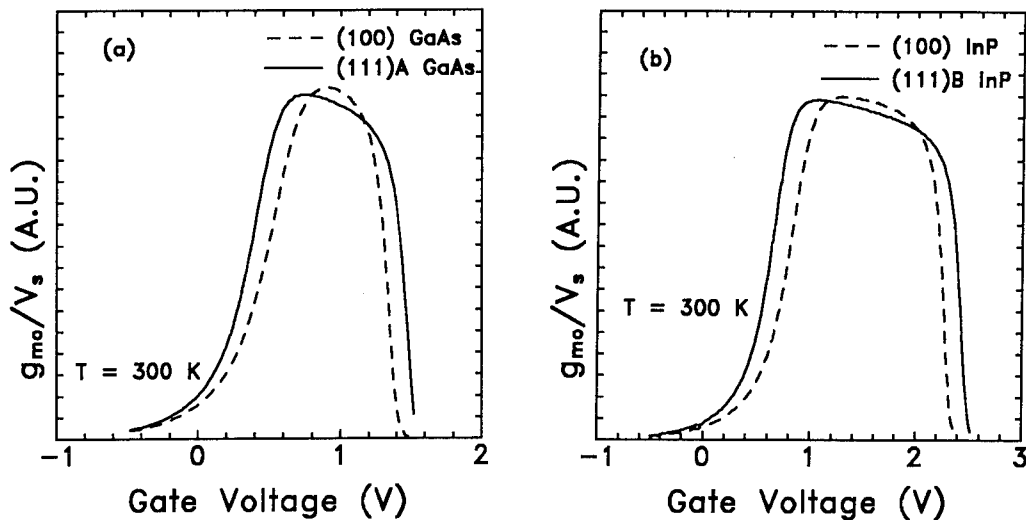 (a)
(100) GaAs
(111)A GaAs
g_mo/V_s (A.U.)
T = 300 K
-1 0 1 2
Gate Voltage (V)
(b)
(100) InP
(111)B InP
g_mo/V_s (A.U.)
T = 300 K
-1 0 1 2 3
Gate Voltage (V)